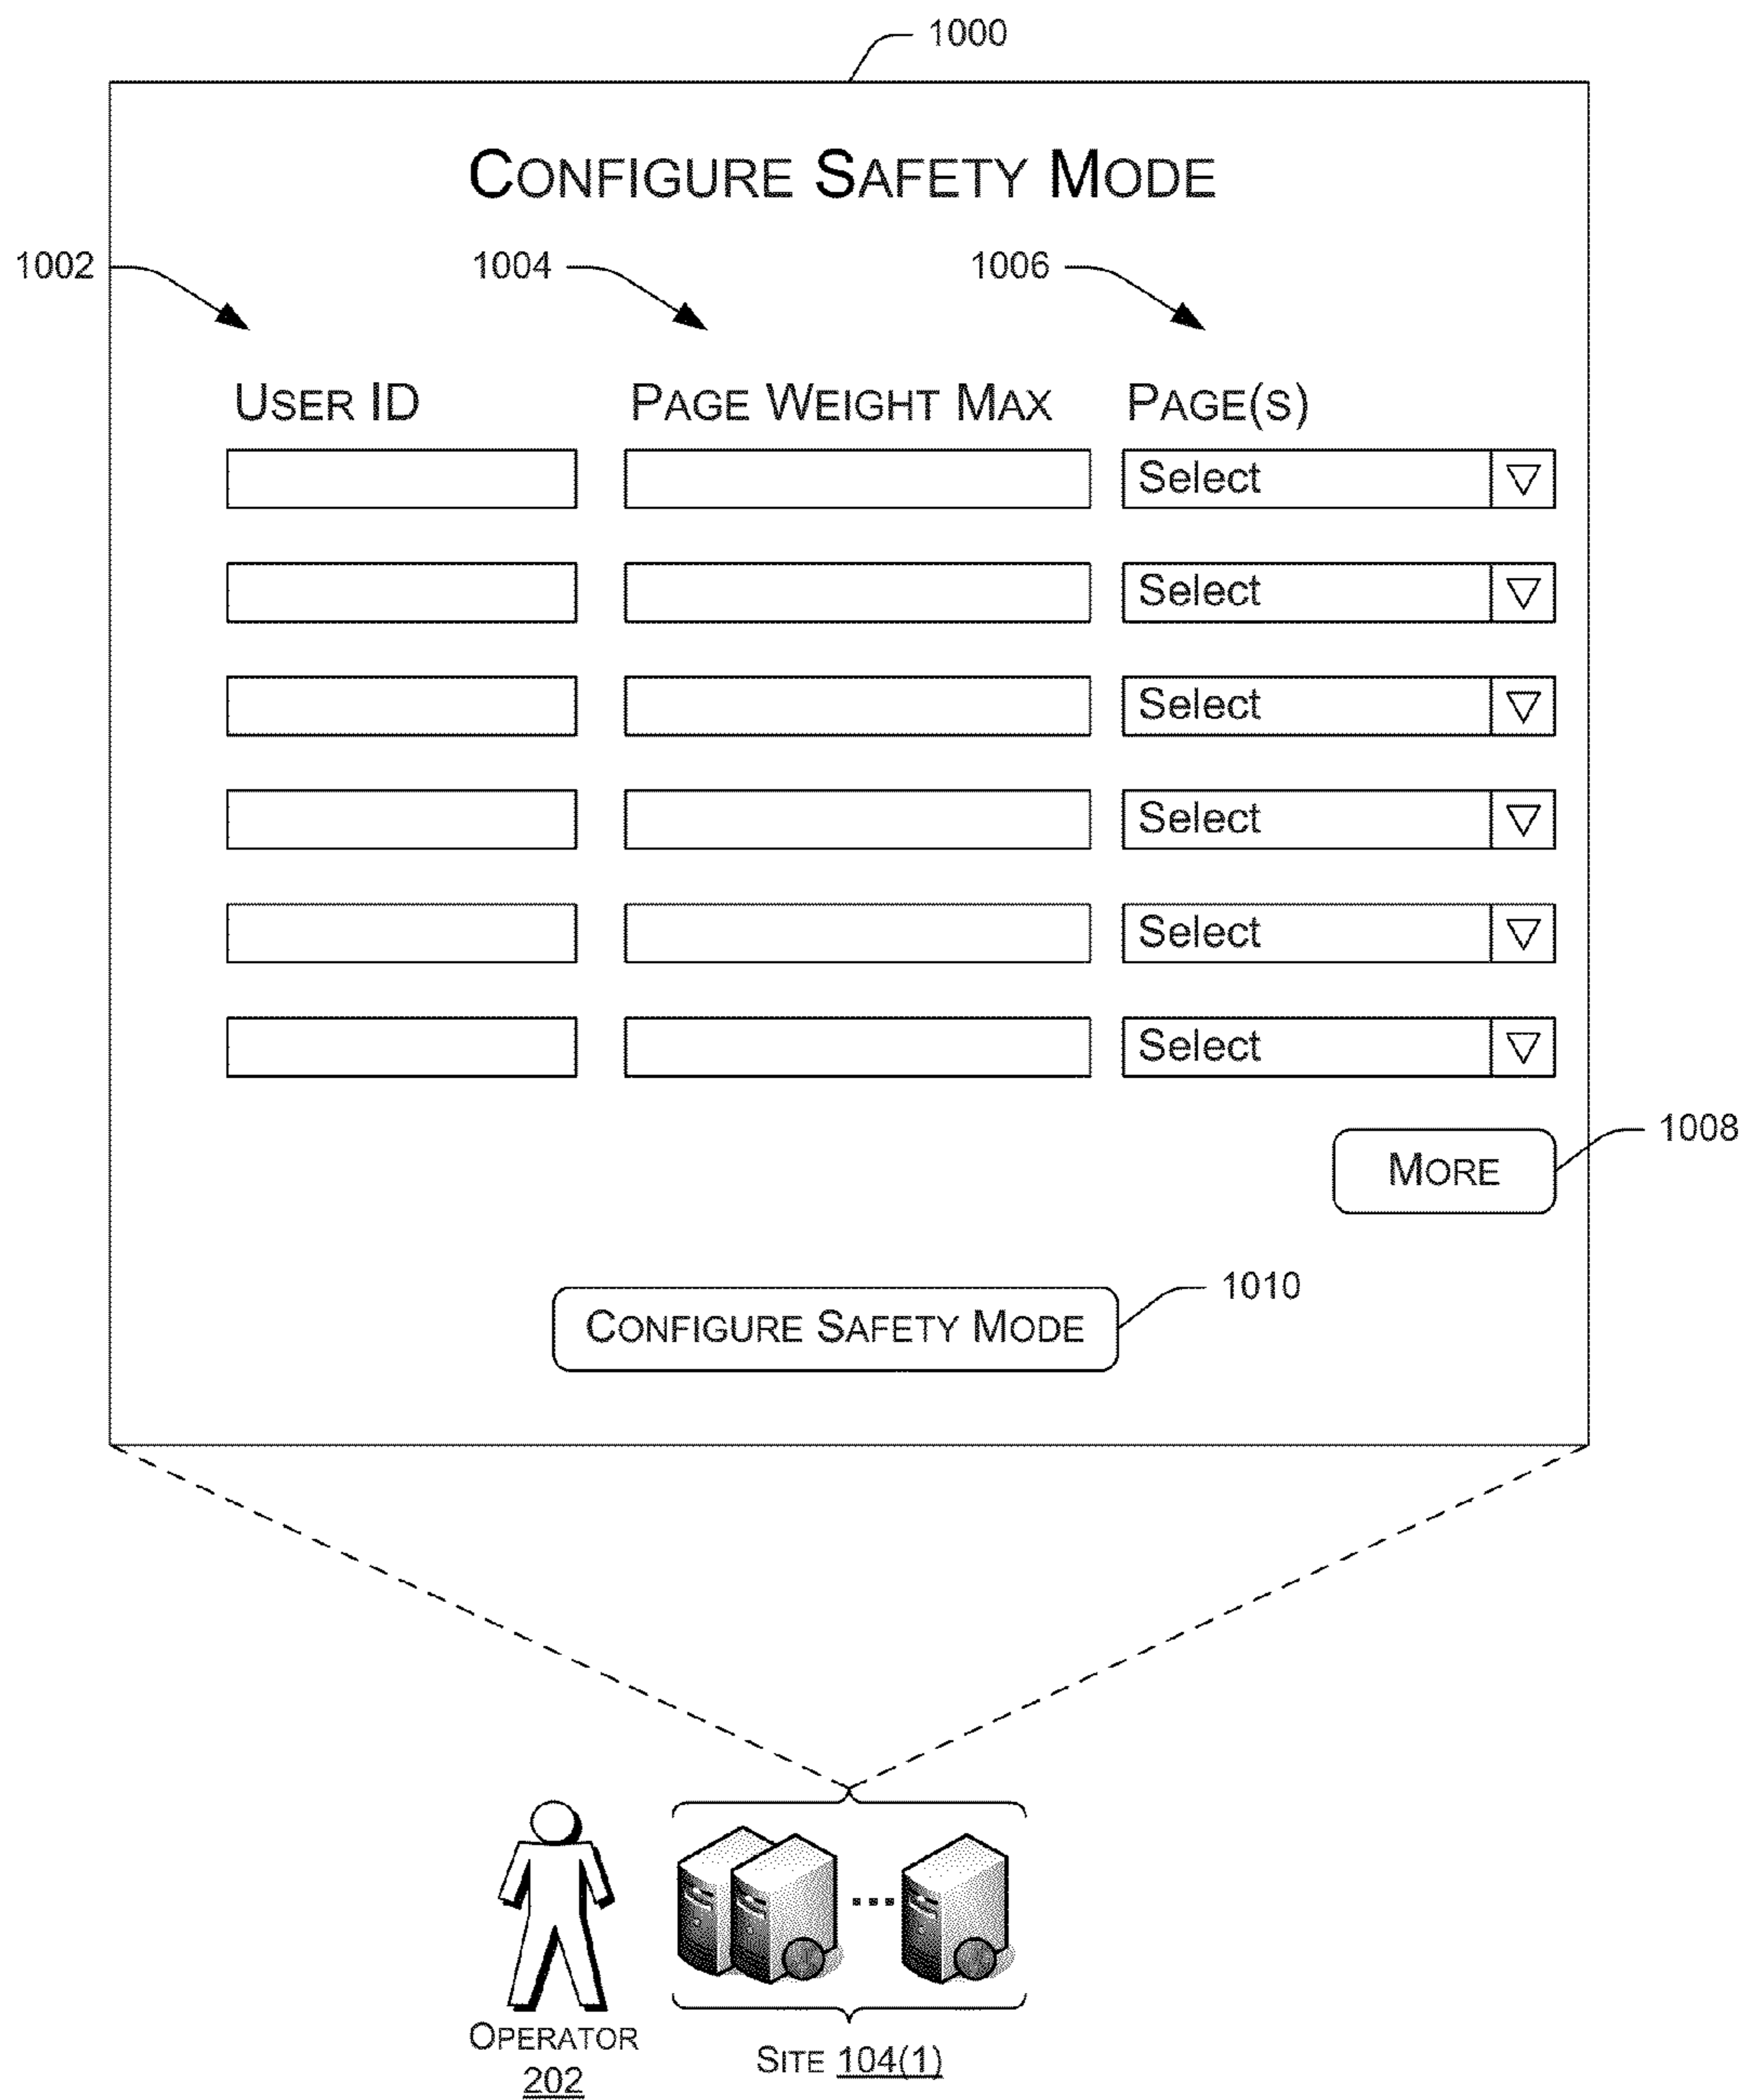 1000
CONFIGURE SAFETY MODE
1002 1004 1006
USER ID PAGE WEIGHT MAX PAGE(S)
Select
Select
Select
Select
Select
Select
1008
MORE
1010
CONFIGURE SAFETY MODE
OPERATOR
202
SITE 104(1)